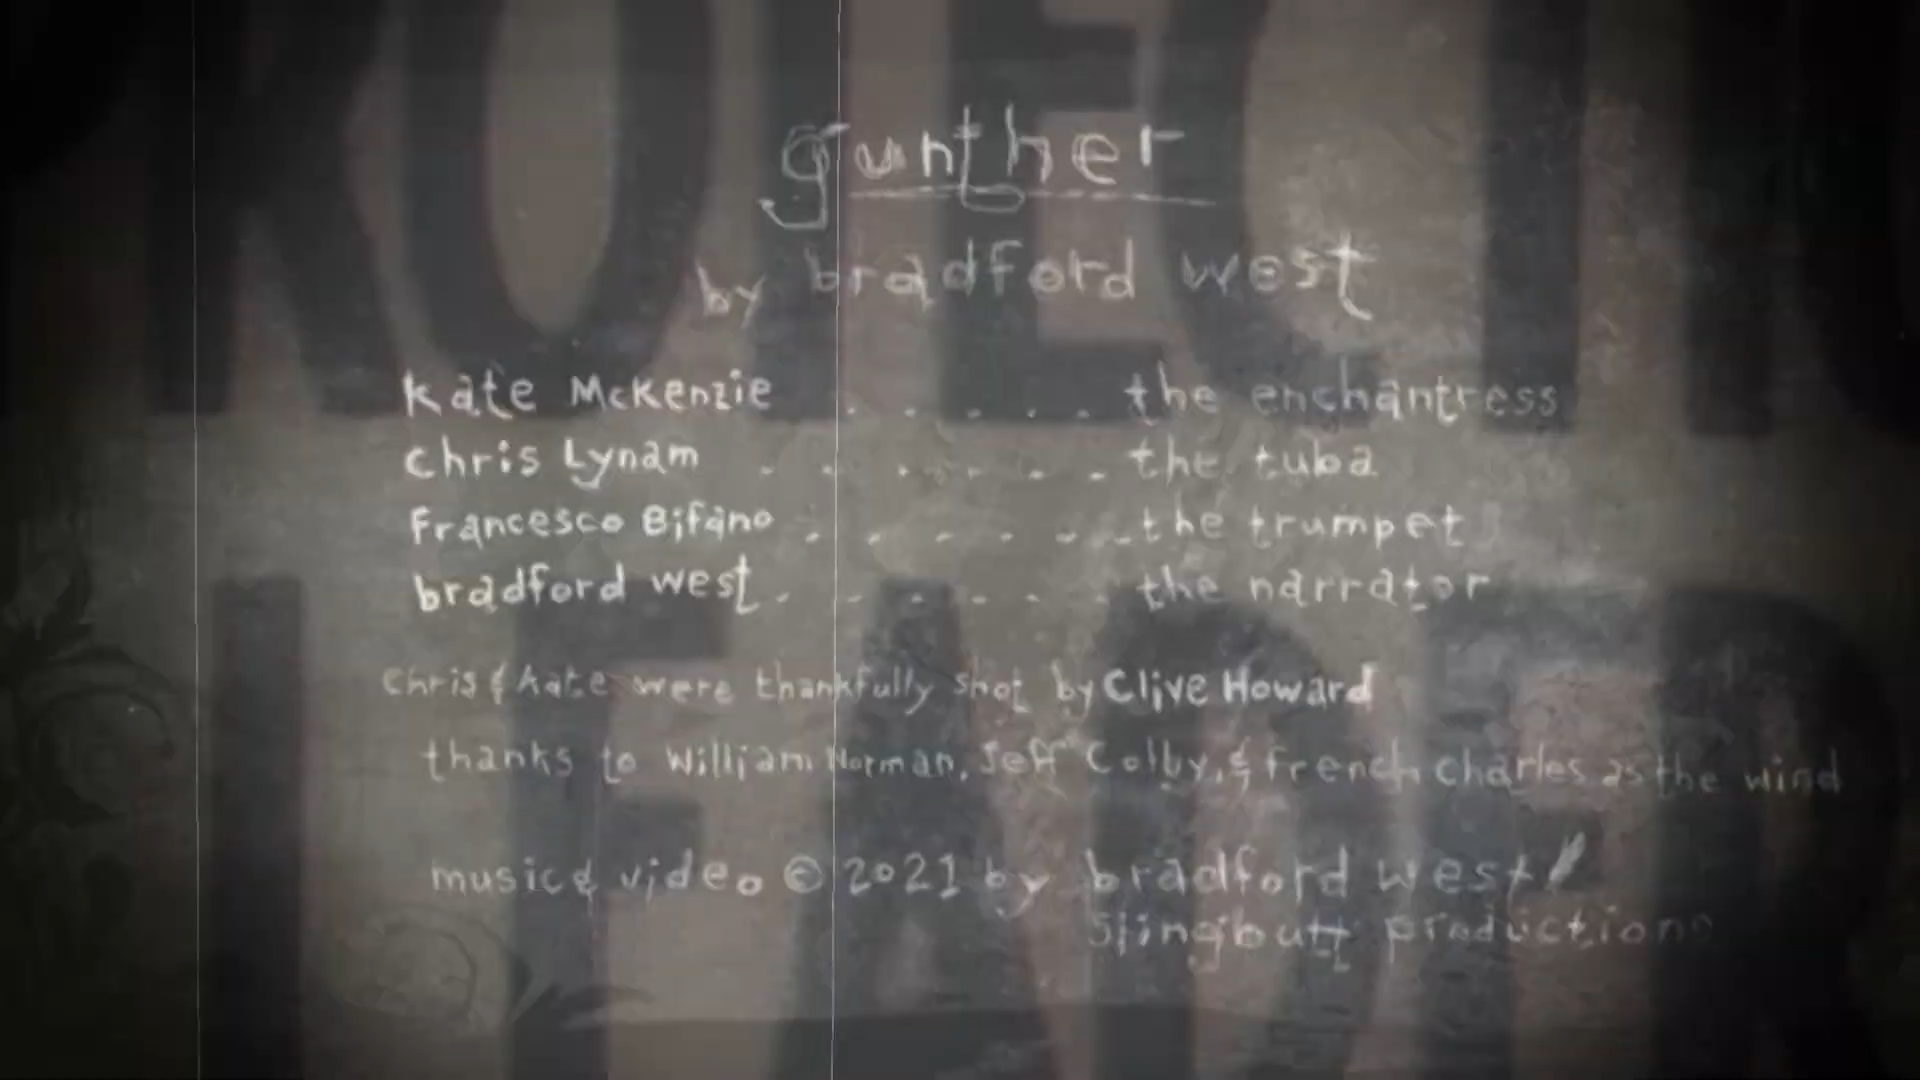 gunther
by bradford west
Kate McKenzie . . . . . the enchantress
Chris Lynam . . . . . . the tuba
Francesco Bifano . . . . . . the trumpet
bradford west . . . . . . the narrator
Chris & Kate were thankfully shot by Clive Howard
thanks to William Norman, Jeff Colby, & french charles as the wind
music & video © 2021 by bradford west /
Slingbutt productions
LEADER